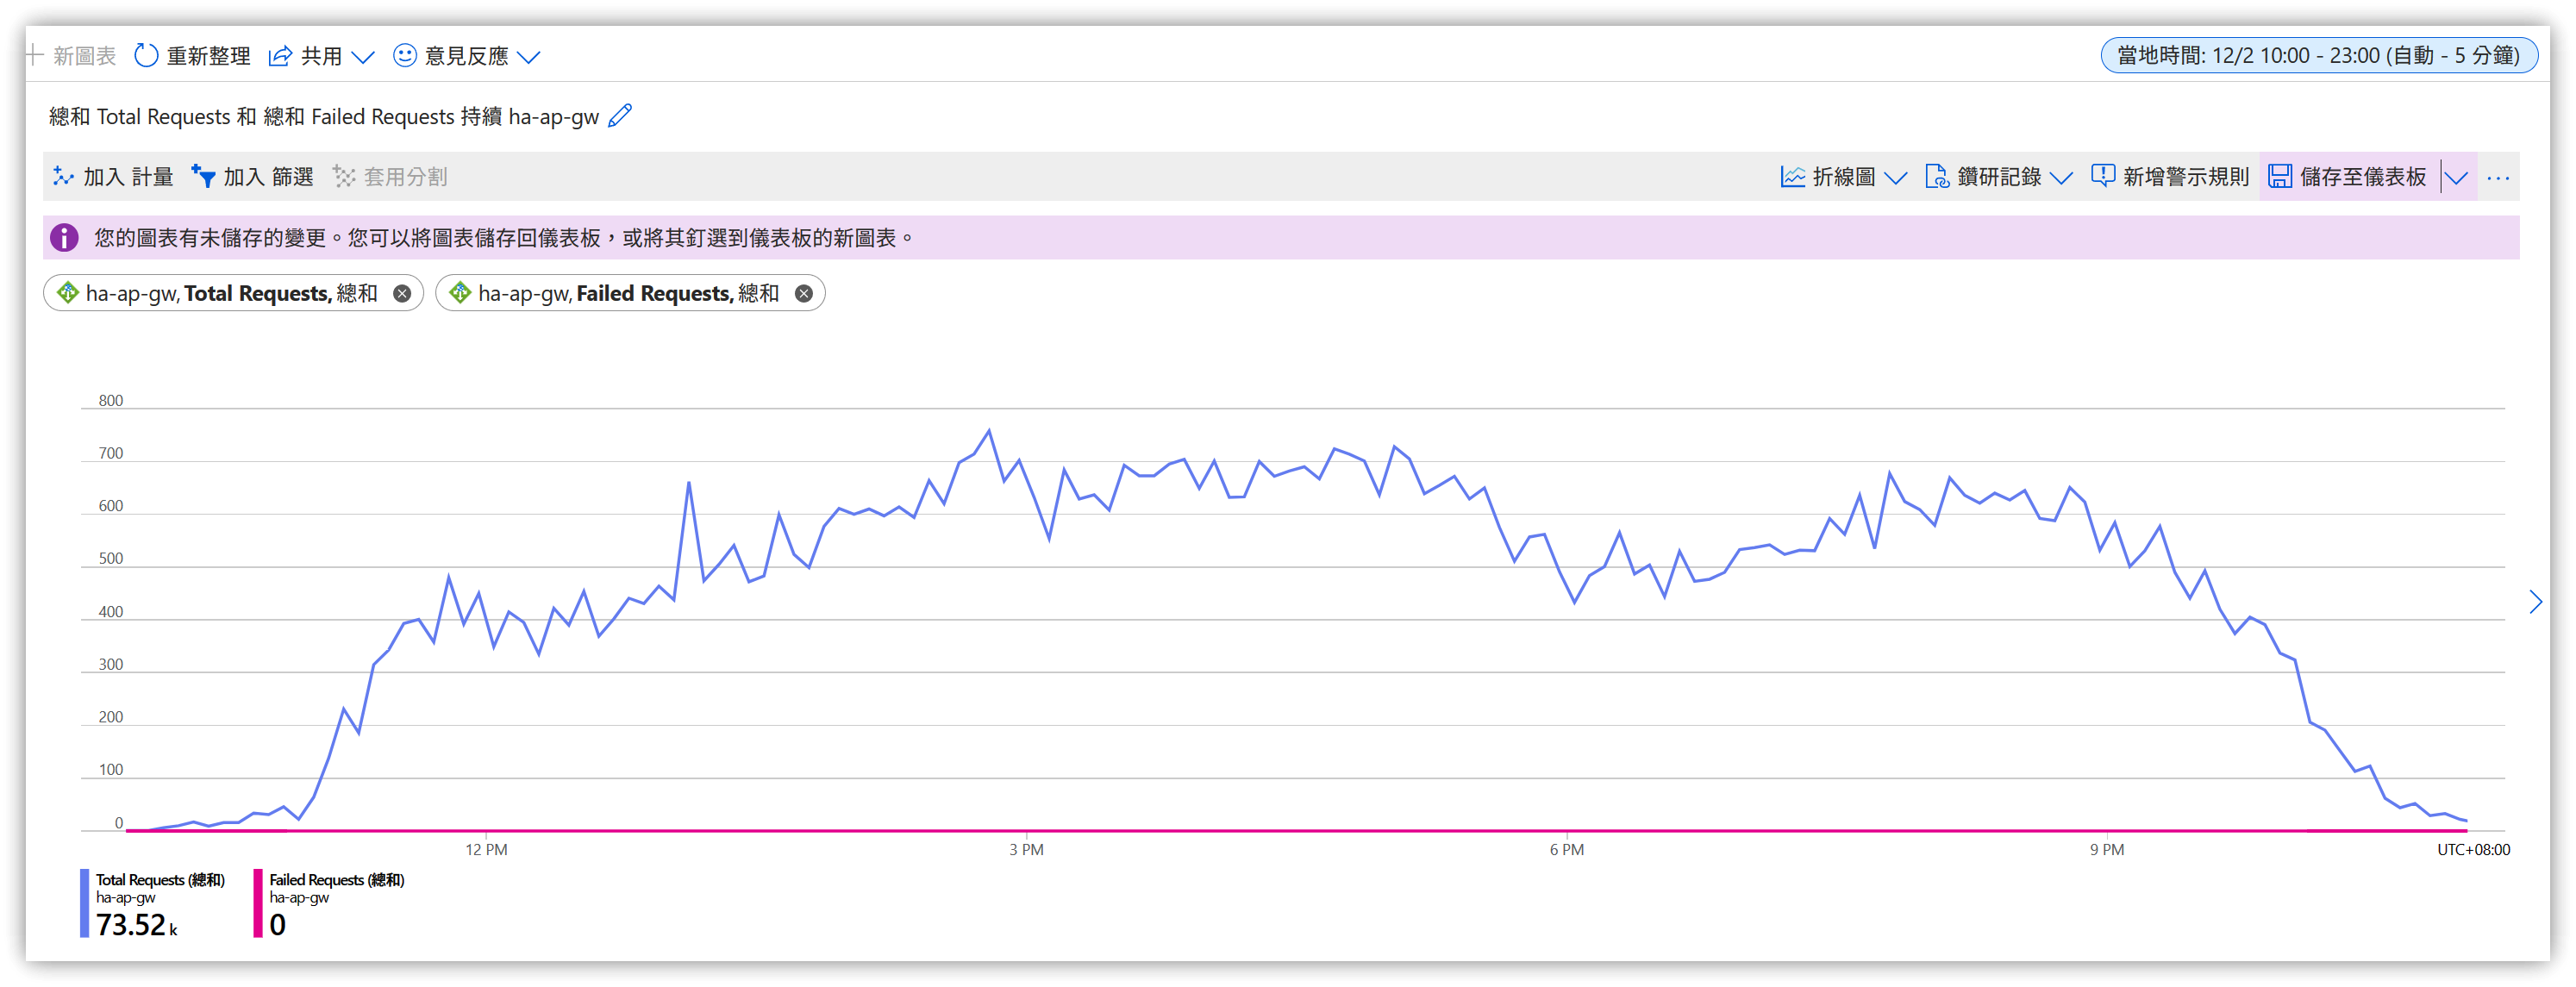 新圖表 重新整理 共用 意見反應 當地時間: 12/2 10:00 - 23:00 (自動 - 5 分鐘)
總和 Total Requests 和 總和 Failed Requests 持續 ha-ap-gw
加入 計量 加入 篩選 套用分割 折線圖 鑽研記錄 新增警示規則 儲存至儀表板 ...
您的圖表有未儲存的變更。您可以將圖表儲存回儀表板，或將其釘選到儀表板的新圖表。
ha-ap-gw, Total Requests, 總和 ha-ap-gw, Failed Requests, 總和
800
700
600
500
400
300
200
100
0
12 PM 3 PM 6 PM 9 PM UTC+08:00
Total Requests (總和) Failed Requests (總和)
ha-ap-gw ha-ap-gw
73.52 k 0